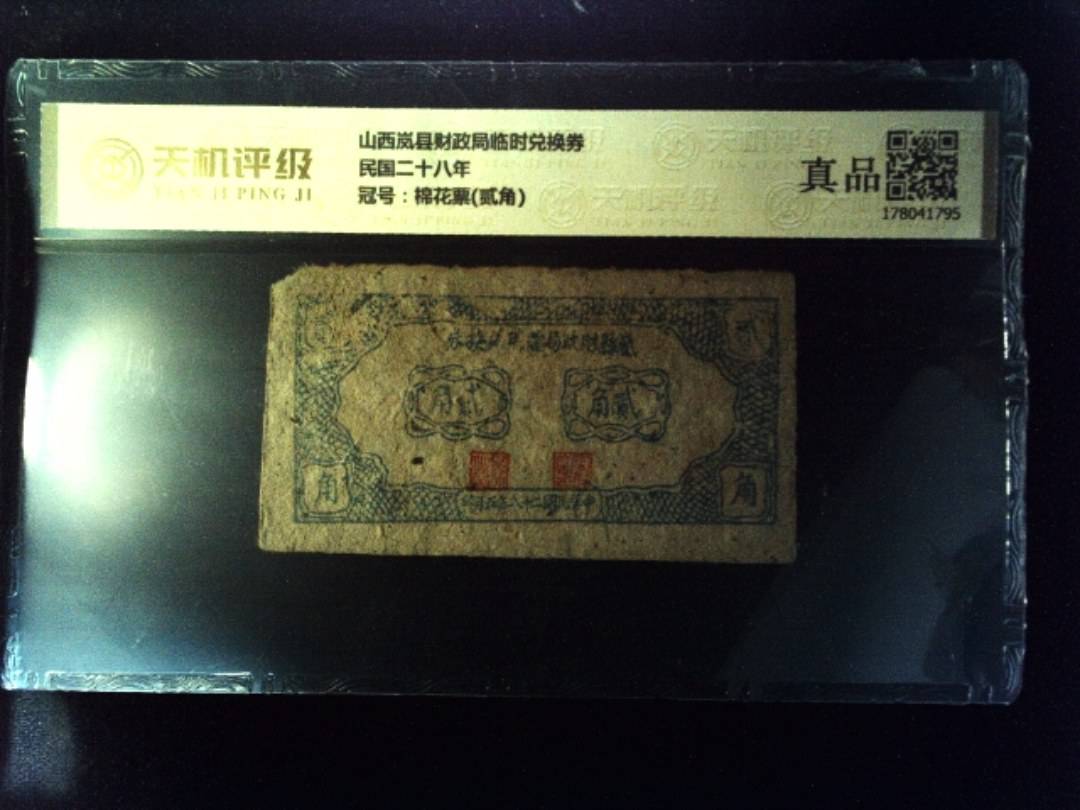 天机评级
TIAN JI PING JI
山西岚县财政局临时兑换券
民国二十八年
冠号：棉花票(贰角)
真品
178041795
贰
角贰
角贰
角
角